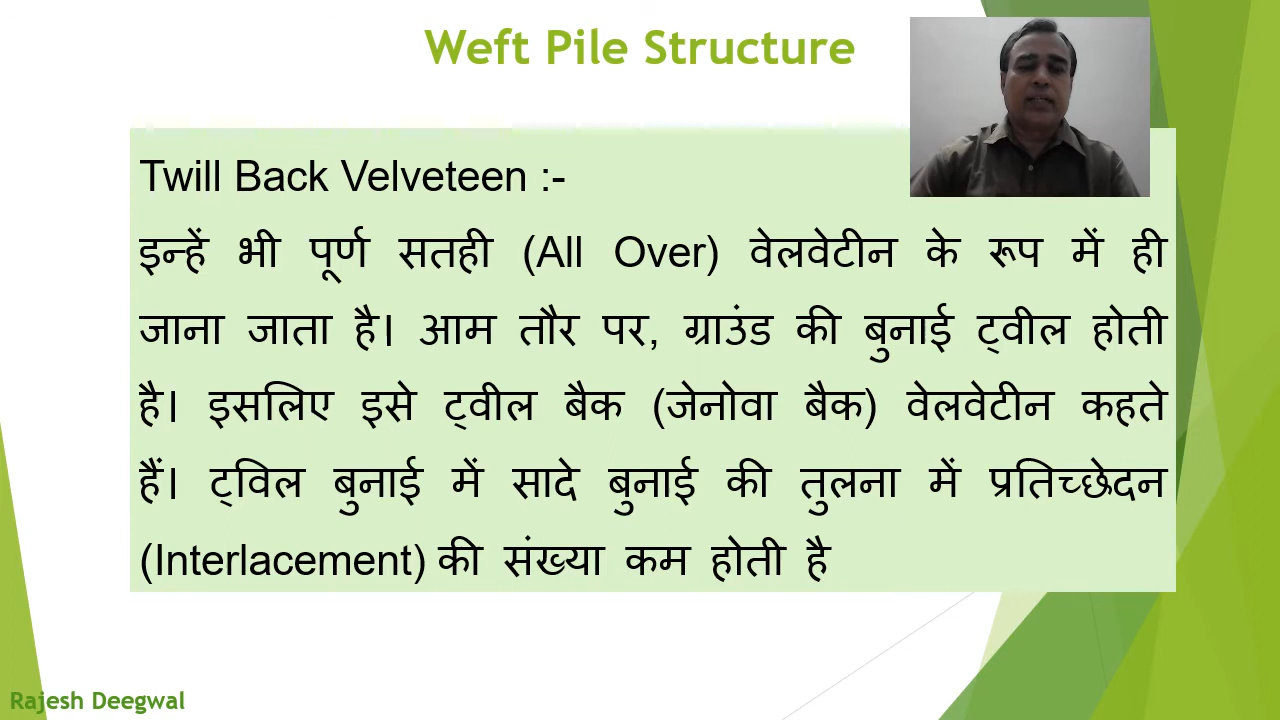 Weft Pile Structure
Twill Back Velveteen :-
इन्हें भी पूर्ण सतही (All Over) वेलवेटीन के रूप में ही
जाना जाता है। आम तौर पर, ग्राउंड की बुनाई ट्वील होती
है। इसलिए इसे ट्वील बैक (जेनोवा बैक) वेलवेटीन कहते
हैं। ट्विल बुनाई में सादे बुनाई की तुलना में प्रतिच्छेदन
(Interlacement) की संख्या कम होती है
Rajesh Deegwal